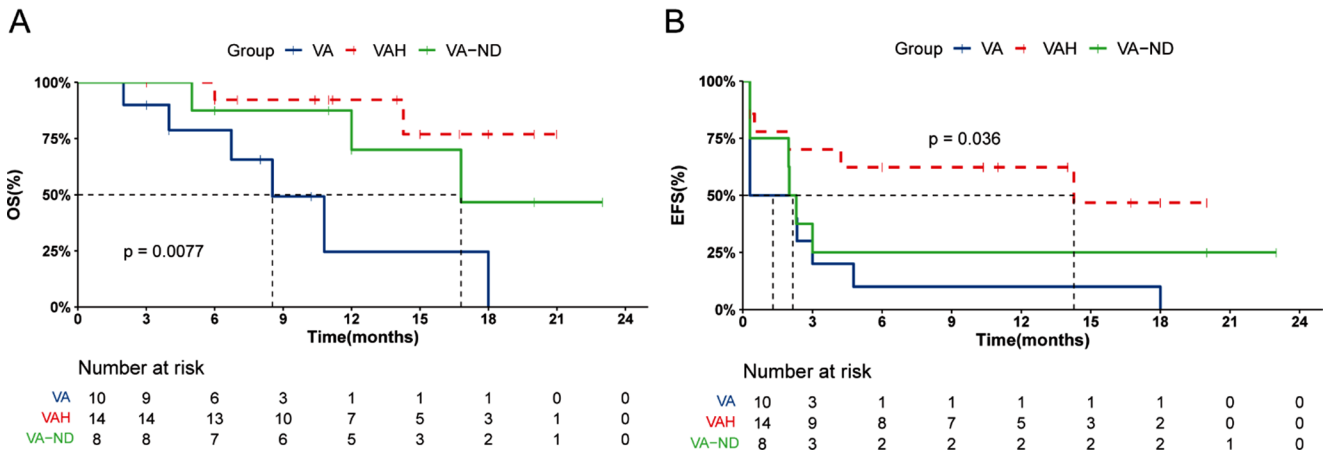 A
Group VA VAH VA-ND
100%
75%
50%
25%
0%
OS(%)
p = 0.0077
0 3 6 9 12 15 18 21 24
Time(months)
Number at risk
VA 10 9 6 3 1 1 1 0 0
VAH 14 14 13 10 7 5 3 1 0
VA-ND 8 8 7 6 5 3 2 1 0
B
Group VA VAH VA-ND
100%
75%
50%
25%
0%
EFS(%)
p = 0.036
0 3 6 9 12 15 18 21 24
Time(months)
Number at risk
VA 10 3 1 1 1 1 1 0 0
VAH 14 9 8 7 5 3 2 0 0
VA-ND 8 3 2 2 2 2 2 1 0